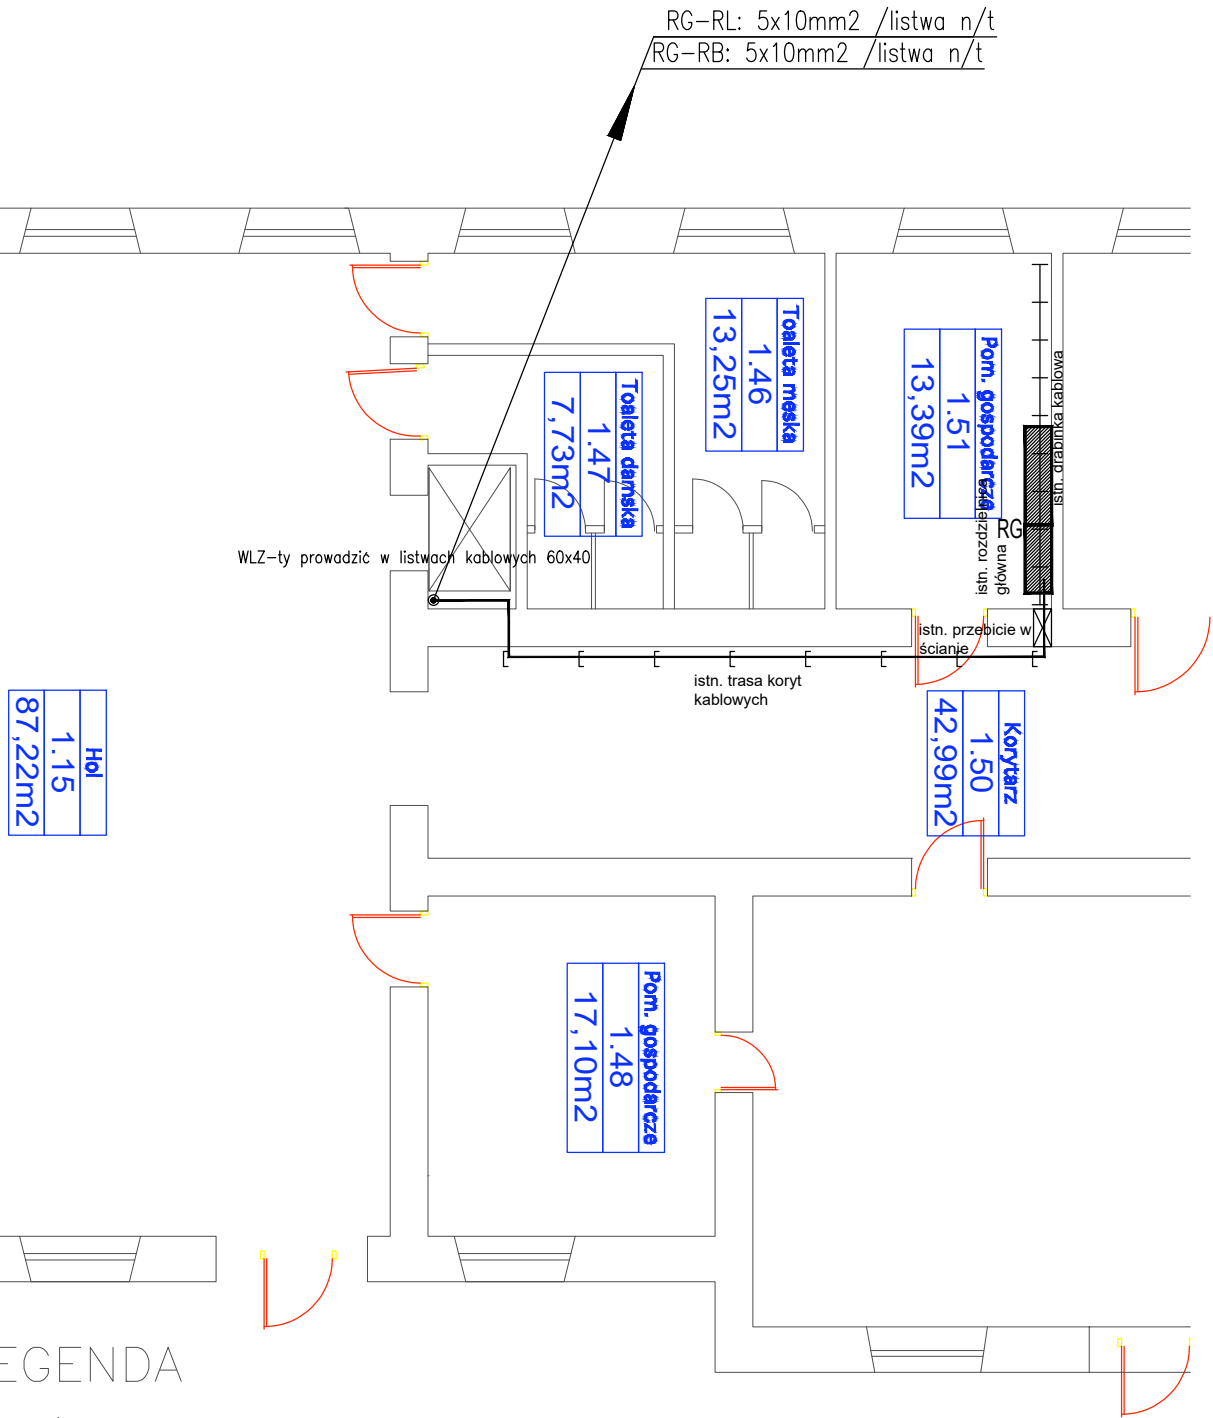 RG-RL: 5x10mm2 /listwa n/t
RG-RB: 5x10mm2 /listwa n/t
Toaleta męska
1.46
13,25m2
Pom. gospodarcze
1.51
13,39m2
Toaleta damska
1.47
7,73m2
istn. drabinka kablowa
istn. rozdzielnica
główna
RG
WLZ-ty prowadzić w listwach kablowych 60x40
istn. przebicie w
ścianie
istn. trasa koryt
kablowych
Hol
1.15
87,22m2
Korytarz
1.50
42,99m2
Pom. gospodarcze
1.48
17,10m2
EGENDA